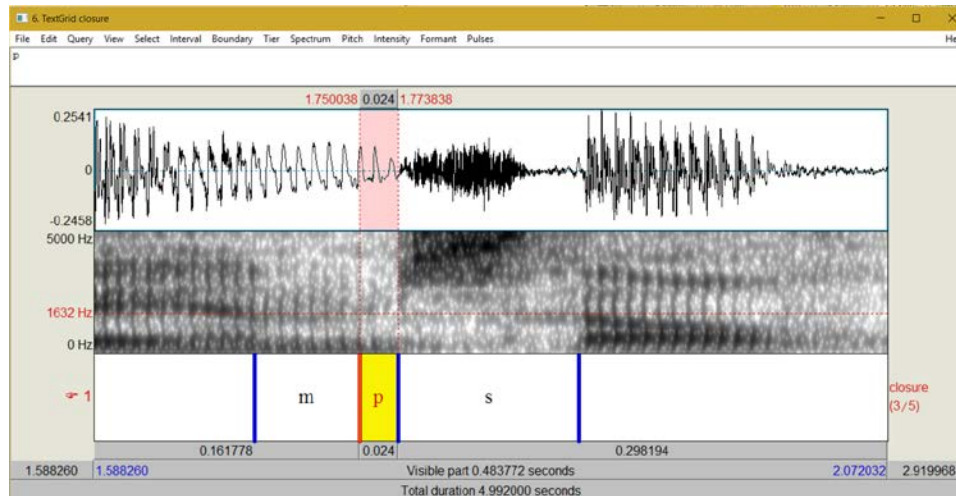 6. TextGrid closure
File Edit Query View Select Interval Boundary Tier Spectrum Pitch Intensity Formant Pulses He
p
1.750038 0.024 1.773838
0.2541
0
-0.2458
5000 Hz
1632 Hz
0 Hz
1 m p s closure
(3/5)
0.161778 0.024 0.298194
1.588260 1.588260 Visible part 0.483772 seconds 2.072032 2.919968
Total duration 4.992000 seconds